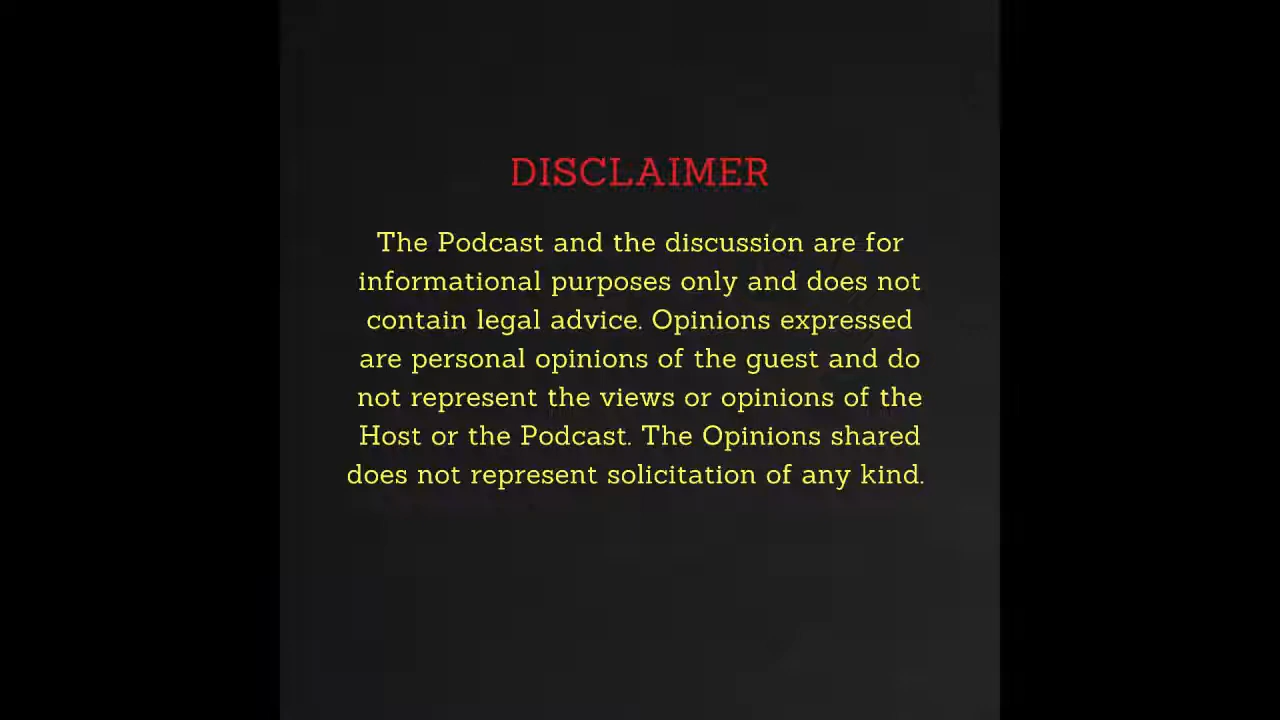 DISCLAIMER
The Podcast and the discussion are for
informational purposes only and does not
contain legal advice. Opinions expressed
are personal opinions of the guest and do
not represent the views or opinions of the
Host or the Podcast. The Opinions shared
does not represent solicitation of any kind.